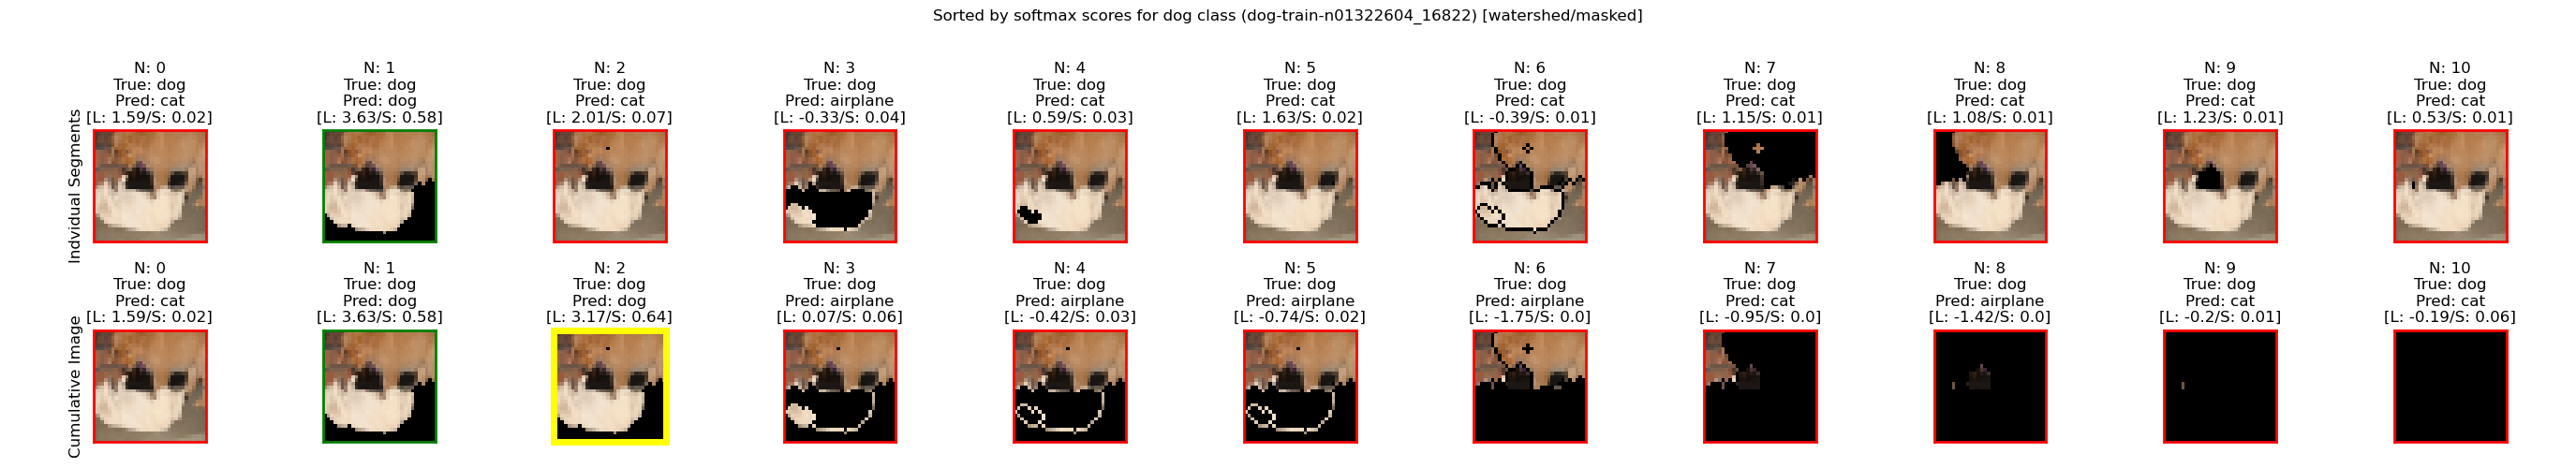 Sorted by softmax scores for dog class (dog-train-n01322604_16822) [watershed/masked]
Indvidual Segments
N: 0
True: dog
Pred: cat
[L: 1.59/S: 0.02]
N: 1
True: dog
Pred: dog
[L: 3.63/S: 0.58]
N: 2
True: dog
Pred: cat
[L: 2.01/S: 0.07]
N: 3
True: dog
Pred: airplane
[L: -0.33/S: 0.04]
N: 4
True: dog
Pred: cat
[L: 0.59/S: 0.03]
N: 5
True: dog
Pred: cat
[L: 1.63/S: 0.02]
N: 6
True: dog
Pred: cat
[L: -0.39/S: 0.01]
N: 7
True: dog
Pred: cat
[L: 1.15/S: 0.01]
N: 8
True: dog
Pred: cat
[L: 1.08/S: 0.01]
N: 9
True: dog
Pred: cat
[L: 1.23/S: 0.01]
N: 10
True: dog
Pred: cat
[L: 0.53/S: 0.01]
Cumulative Image
N: 0
True: dog
Pred: cat
[L: 1.59/S: 0.02]
N: 1
True: dog
Pred: dog
[L: 3.63/S: 0.58]
N: 2
True: dog
Pred: dog
[L: 3.17/S: 0.64]
N: 3
True: dog
Pred: airplane
[L: 0.07/S: 0.06]
N: 4
True: dog
Pred: airplane
[L: -0.42/S: 0.03]
N: 5
True: dog
Pred: airplane
[L: -0.74/S: 0.02]
N: 6
True: dog
Pred: airplane
[L: -1.75/S: 0.0]
N: 7
True: dog
Pred: cat
[L: -0.95/S: 0.0]
N: 8
True: dog
Pred: airplane
[L: -1.42/S: 0.0]
N: 9
True: dog
Pred: cat
[L: -0.2/S: 0.01]
N: 10
True: dog
Pred: cat
[L: -0.19/S: 0.06]